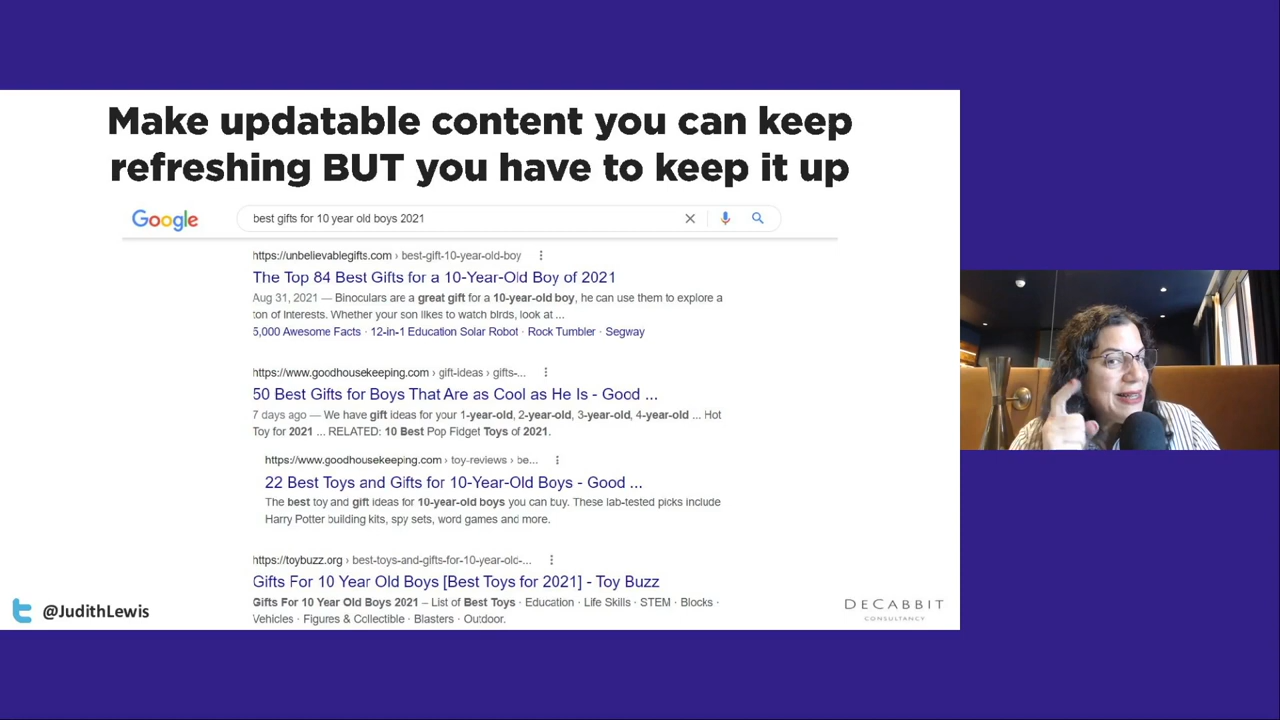 Make updatable content you can keep
refreshing BUT you have to keep it up
Google
best gifts for 10 year old boys 2021
https://unbelievablegifts.com › best-gift-10-year-old-boy
The Top 84 Best Gifts for a 10-Year-Old Boy of 2021
Aug 31, 2021 — Binoculars are a great gift for a 10-year-old boy, he can use them to explore a
ton of Interests. Whether your son likes to watch birds, look at ...
5,000 Awesome Facts · 12-in-1 Education Solar Robot · Rock Tumbler · Segway
https://www.goodhousekeeping.com › gift-ideas › gifts-...
50 Best Gifts for Boys That Are as Cool as He Is - Good ...
7 days ago — We have gift ideas for your 1-year-old, 2-year-old, 3-year-old, 4-year-old ... Hot
Toy for 2021 ... RELATED: 10 Best Pop Fidget Toys of 2021.
https://www.goodhousekeeping.com › toy-reviews › be...
22 Best Toys and Gifts for 10-Year-Old Boys - Good ...
The best toy and gift ideas for 10-year-old boys you can buy. These lab-tested picks include
Harry Potter building kits, spy sets, word games and more.
https://toybuzz.org › best-toys-and-gifts-for-10-year-old-...
Gifts For 10 Year Old Boys [Best Toys for 2021] - Toy Buzz
Gifts For 10 Year Old Boys 2021 – List of Best Toys · Education · Life Skills · STEM · Blocks ·
Vehicles · Figures & Collectible · Blasters · Outdoor.
@JudithLewis
DECABBIT
CONSULTANCY